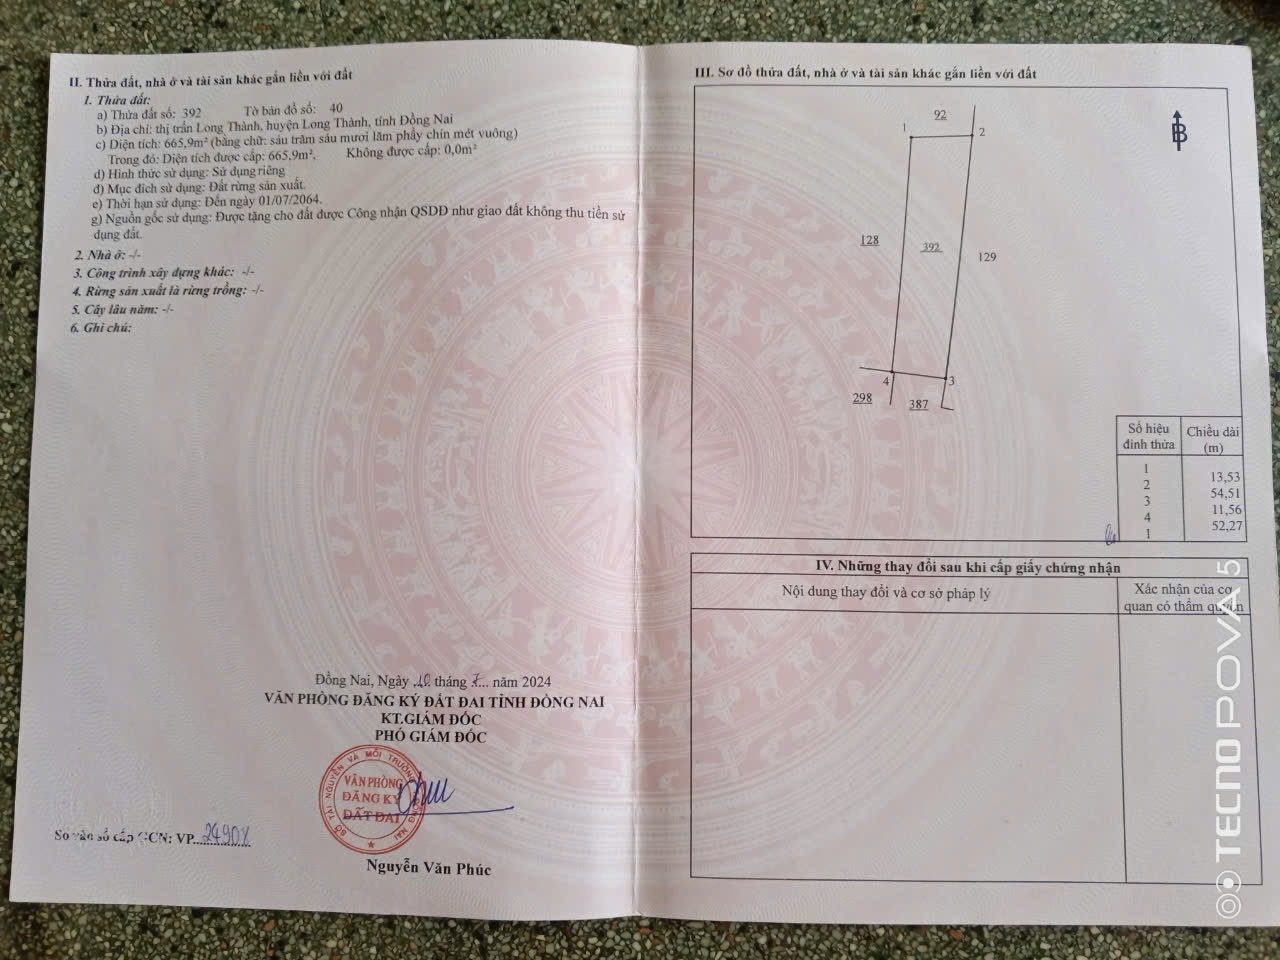 II. Thửa đất, nhà ở và tài sản khác gắn liền với đất
1. Thửa đất:
a) Thửa đất số: 392 Tờ bản đồ số: 40
b) Địa chỉ: thị trấn Long Thành, huyện Long Thành, tỉnh Đồng Nai
c) Diện tích: 665,9m² (bằng chữ: sáu trăm sáu mươi lăm phẩy chín mét vuông)
Trong đó: Diện tích được cấp: 665,9m², Không được cấp: 0,0m²
d) Hình thức sử dụng: Sử dụng riêng
đ) Mục đích sử dụng: Đất rừng sản xuất.
e) Thời hạn sử dụng: Đến ngày 01/07/2064.
g) Nguồn gốc sử dụng: Được tặng cho đất được Công nhận QSDĐ như giao đất không thu tiền sử
dụng đất.
2. Nhà ở: -/-
3. Công trình xây dựng khác: -/-
4. Rừng sản xuất là rừng trồng: -/-
5. Cây lâu năm: -/-
6. Ghi chú:
Đồng Nai, Ngày 10 tháng 7 năm 2024
VĂN PHÒNG ĐĂNG KÝ ĐẤT ĐAI TỈNH ĐỒNG NAI
KT.GIÁM ĐỐC
PHÓ GIÁM ĐỐC
SỞ TÀI NGUYÊN VÀ MÔI TRƯỜNG
VĂN PHÒNG
ĐĂNG KÝ
ĐẤT ĐAI
Nguyễn Văn Phúc
Số vào sổ cấp GCN: VP
III. Sơ đồ thửa đất, nhà ở và tài sản khác gắn liền với đất
92
1
2
B
128
392
129
4
3
298
387
Số hiệu đỉnh thửa
Chiều dài (m)
1
13,53
2
54,51
3
11,56
4
52,27
1
IV. Những thay đổi sau khi cấp giấy chứng nhận
Nội dung thay đổi và cơ sở pháp lý
Xác nhận của cơ
quan có thẩm quyền
TECNO POVA 5